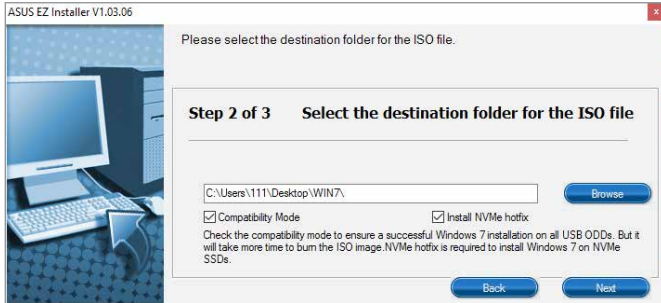 ASUS EZ Installer V1.03.06
x
Please select the destination folder for the ISO file.
Step 2 of 3 Select the destination folder for the ISO file
C:\Users\111\Desktop\WIN7\
Browse
Compatibility Mode
Install NVMe hotfix
Check the compatibility mode to ensure a successful Windows 7 installation on all USB ODDs. But it
will take more time to burn the ISO image.NVMe hotfix is required to install Windows 7 on NVMe
SSDs.
Back
Next